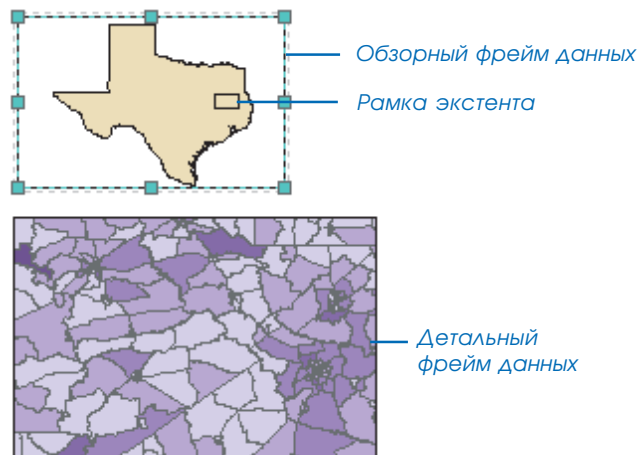 Обзорный фрейм данных
Рамка экстента
Детальный
фрейм данных